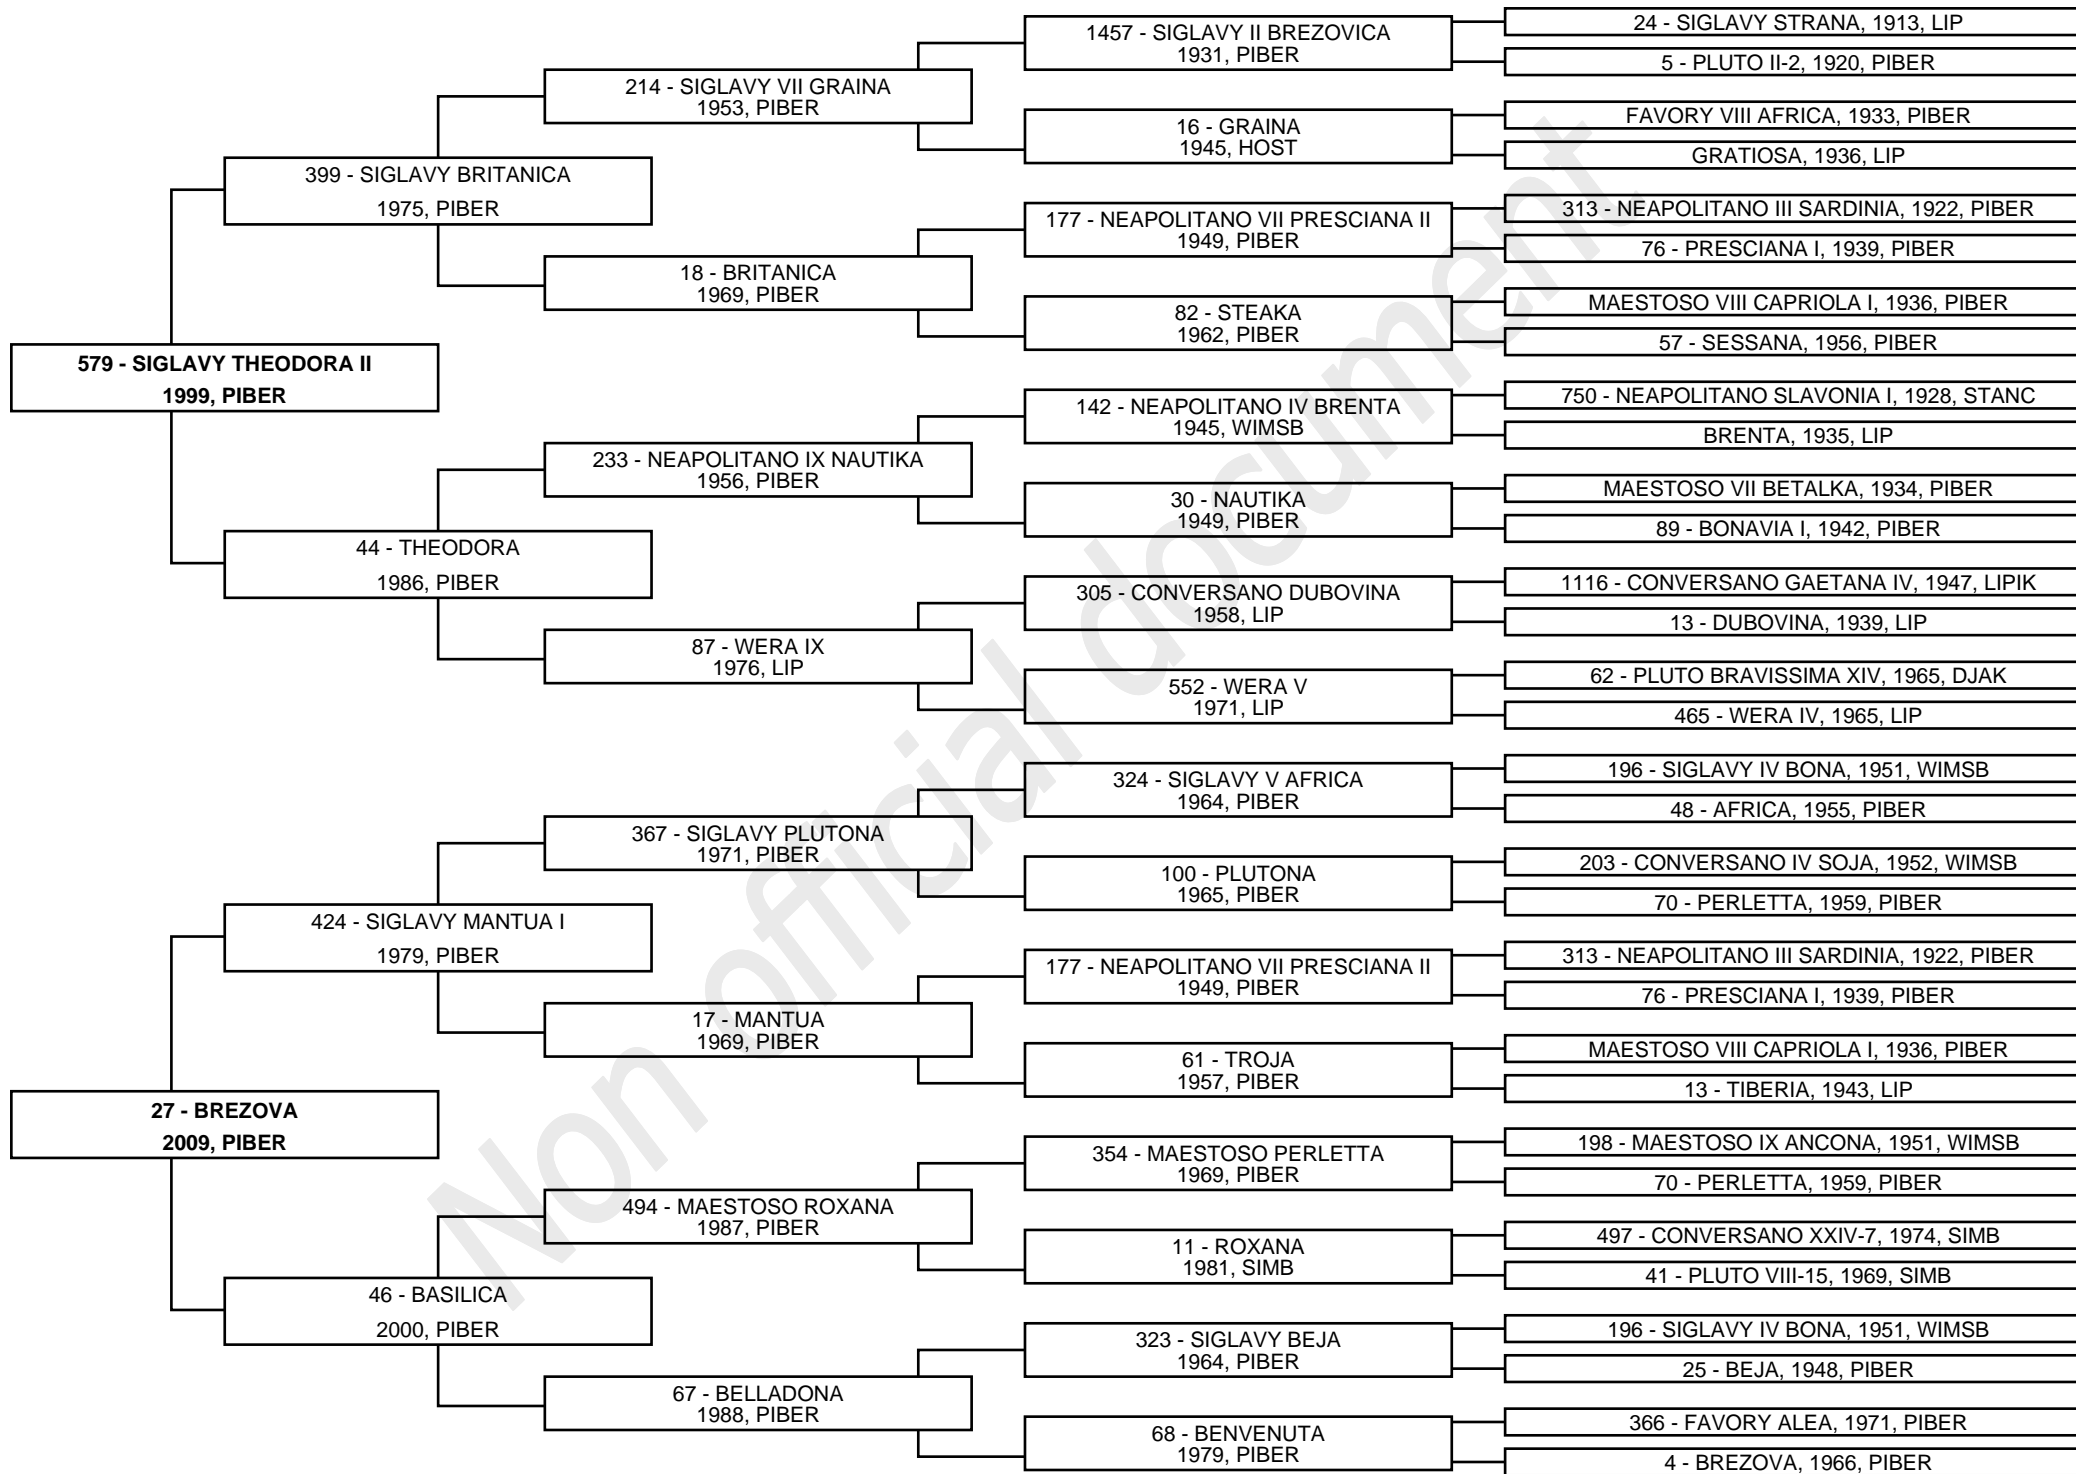 579 - SIGLAVY THEODORA II
1999, PIBER
27 - BREZOVA
2009, PIBER
399 - SIGLAVY BRITANICA
1975, PIBER
44 - THEODORA
1986, PIBER
424 - SIGLAVY MANTUA I
1979, PIBER
46 - BASILICA
2000, PIBER
214 - SIGLAVY VII GRAINA
1953, PIBER
18 - BRITANICA
1969, PIBER
233 - NEAPOLITANO IX NAUTIKA
1956, PIBER
87 - WERA IX
1976, LIP
367 - SIGLAVY PLUTONA
1971, PIBER
17 - MANTUA
1969, PIBER
494 - MAESTOSO ROXANA
1987, PIBER
67 - BELLADONA
1988, PIBER
1457 - SIGLAVY II BREZOVICA
1931, PIBER
16 - GRAINA
1945, HOST
177 - NEAPOLITANO VII PRESCIANA II
1949, PIBER
82 - STEAKA
1962, PIBER
142 - NEAPOLITANO IV BRENTA
1945, WIMSB
30 - NAUTIKA
1949, PIBER
305 - CONVERSANO DUBOVINA
1958, LIP
552 - WERA V
1971, LIP
324 - SIGLAVY V AFRICA
1964, PIBER
100 - PLUTONA
1965, PIBER
177 - NEAPOLITANO VII PRESCIANA II
1949, PIBER
61 - TROJA
1957, PIBER
354 - MAESTOSO PERLETTA
1969, PIBER
11 - ROXANA
1981, SIMB
323 - SIGLAVY BEJA
1964, PIBER
68 - BENVENUTA
1979, PIBER
24 - SIGLAVY STRANA, 1913, LIP
5 - PLUTO II-2, 1920, PIBER
FAVORY VIII AFRICA, 1933, PIBER
GRATIOSA, 1936, LIP
313 - NEAPOLITANO III SARDINIA, 1922, PIBER
76 - PRESCIANA I, 1939, PIBER
MAESTOSO VIII CAPRIOLA I, 1936, PIBER
57 - SESSANA, 1956, PIBER
750 - NEAPOLITANO SLAVONIA I, 1928, STANC
BRENTA, 1935, LIP
MAESTOSO VII BETALKA, 1934, PIBER
89 - BONAVIA I, 1942, PIBER
1116 - CONVERSANO GAETANA IV, 1947, LIPIK
13 - DUBOVINA, 1939, LIP
62 - PLUTO BRAVISSIMA XIV, 1965, DJAK
465 - WERA IV, 1965, LIP
196 - SIGLAVY IV BONA, 1951, WIMSB
48 - AFRICA, 1955, PIBER
203 - CONVERSANO IV SOJA, 1952, WIMSB
70 - PERLETTA, 1959, PIBER
313 - NEAPOLITANO III SARDINIA, 1922, PIBER
76 - PRESCIANA I, 1939, PIBER
MAESTOSO VIII CAPRIOLA I, 1936, PIBER
13 - TIBERIA, 1943, LIP
198 - MAESTOSO IX ANCONA, 1951, WIMSB
70 - PERLETTA, 1959, PIBER
497 - CONVERSANO XXIV-7, 1974, SIMB
41 - PLUTO VIII-15, 1969, SIMB
196 - SIGLAVY IV BONA, 1951, WIMSB
25 - BEJA, 1948, PIBER
366 - FAVORY ALEA, 1971, PIBER
4 - BREZOVA, 1966, PIBER
Non official document